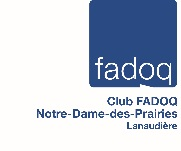 fadoq
Club FADOQ
Notre-Dame-des-Prairies
Lanaudière